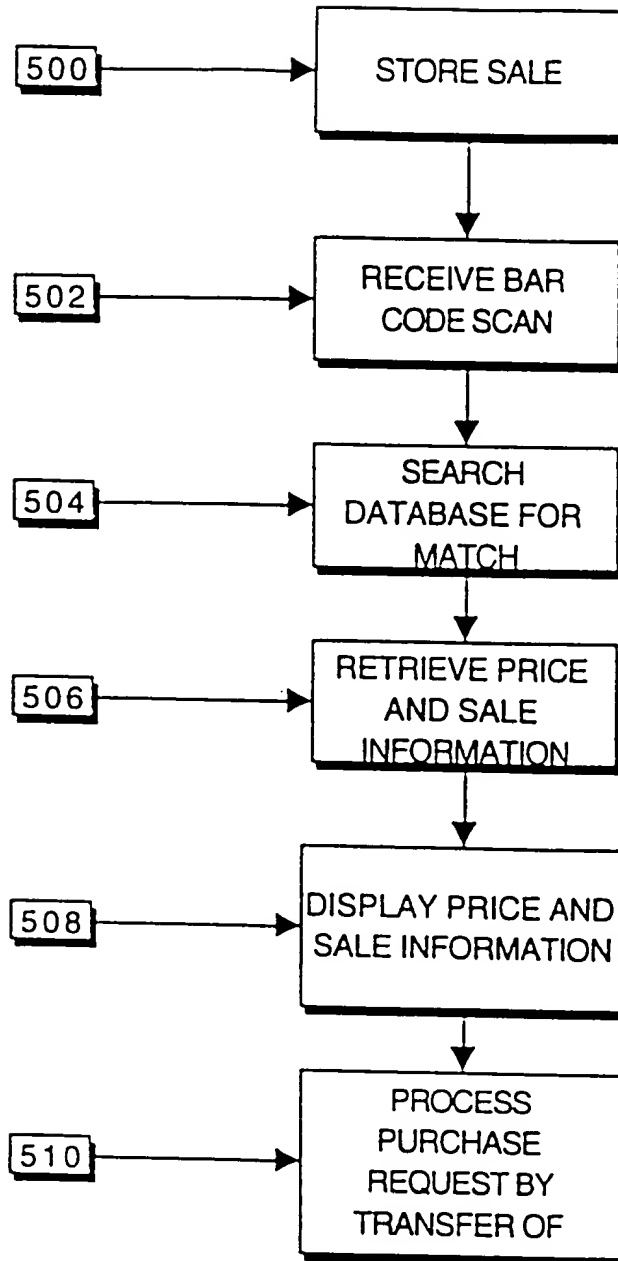 500
STORE SALE
502
RECEIVE BAR
CODE SCAN
504
SEARCH
DATABASE FOR
MATCH
506
RETRIEVE PRICE
AND SALE
INFORMATION
508
DISPLAY PRICE AND
SALE INFORMATION
510
PROCESS
PURCHASE
REQUEST BY
TRANSFER OF